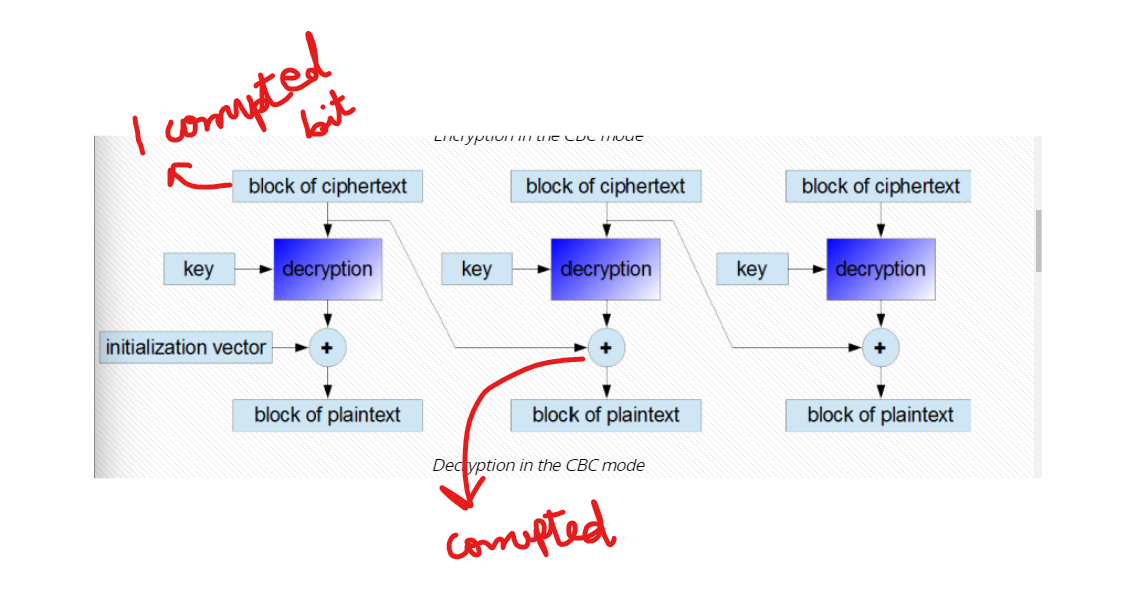 1 corrupted
bit
Encryption in the CBC mode
block of ciphertext block of ciphertext block of ciphertext
key decryption key decryption key decryption
initialization vector + + +
block of plaintext block of plaintext block of plaintext
Decryption in the CBC mode
corrupted